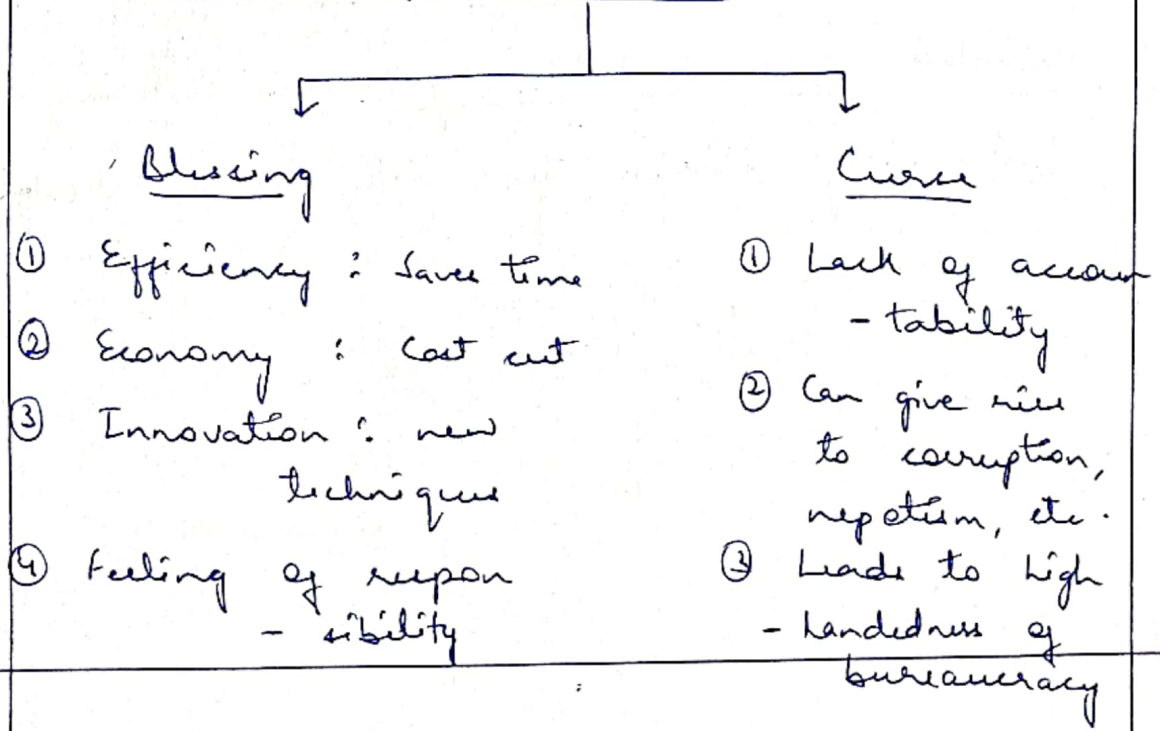 Blessing
① Efficiency : Saves time
② Economy : Cost cut
③ Innovation : new
techniques
④ Feeling of respon
- sibility
Curse
① Lack of accoun
- tability
② Can give rise
to corruption,
nepotism, etc.
③ Leads to high
- handedness of
bureaucracy